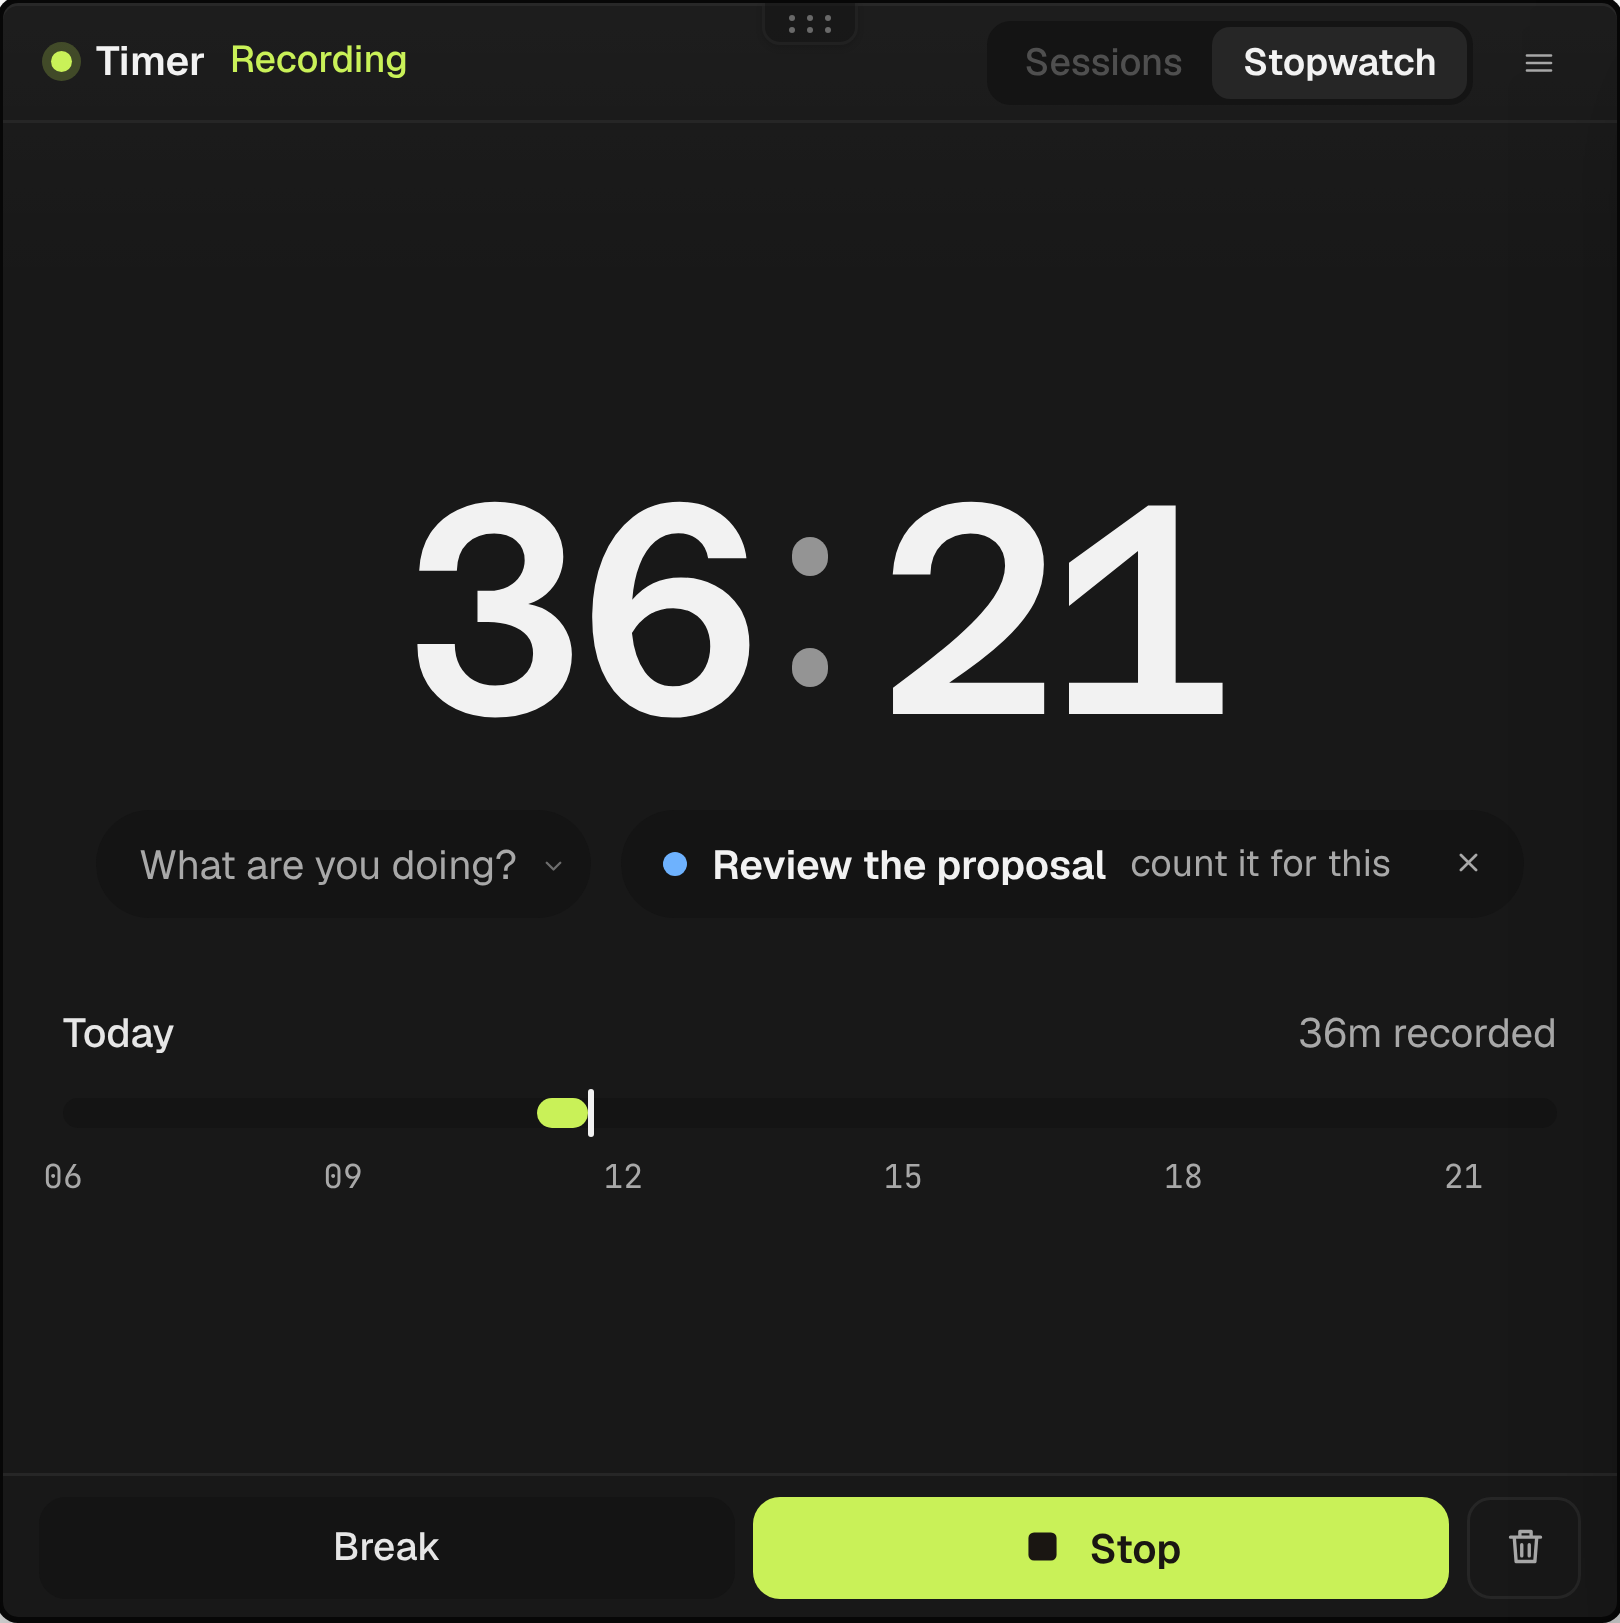 Timer Recording Sessions Stopwatch
36:21
What are you doing? Review the proposal count it for this
Today 36m recorded
06 09 12 15 18 21
Break Stop